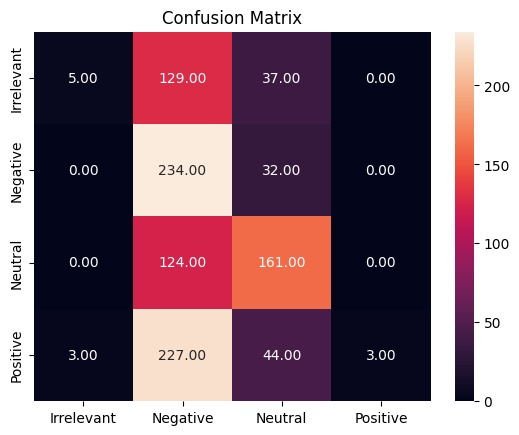 Confusion Matrix
Irrelevant 5.00 129.00 37.00 0.00
Negative 0.00 234.00 32.00 0.00
Neutral 0.00 124.00 161.00 0.00
Positive 3.00 227.00 44.00 3.00
Irrelevant Negative Neutral Positive
200
150
100
50
0